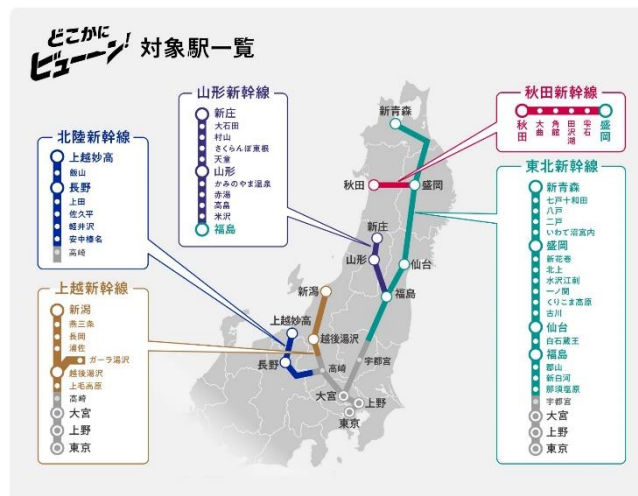 どこかにビューーン! 対象駅一覧
山形新幹線
新庄
大石田
村山
さくらんぼ東根
天童
山形
かみのやま温泉
赤湯
高畠
米沢
福島
秋田新幹線
秋田
大曲
角館
田沢湖
雫石
盛岡
北陸新幹線
上越妙高
飯山
長野
上田
佐久平
軽井沢
安中榛名
高崎
東北新幹線
新青森
七戸十和田
八戸
二戸
いわて沼宮内
盛岡
新花巻
北上
水沢江刺
一ノ関
くりこま高原
古川
仙台
白石蔵王
福島
郡山
新白河
那須塩原
宇都宮
大宮
上野
東京
上越新幹線
新潟
燕三条
長岡
浦佐
ガーラ湯沢
越後湯沢
上毛高原
高崎
大宮
上野
東京
新青森
秋田
盛岡
新庄
山形
仙台
新潟
福島
上越妙高
越後湯沢
長野
高崎
宇都宮
大宮
上野
東京